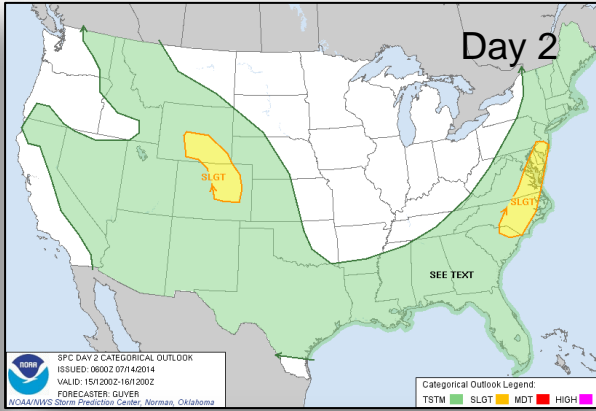 Day 2
SLGT
SLGT
SEE TEXT
NOAA
SPC DAY 2 CATEGORICAL OUTLOOK
ISSUED: 0600Z 07/14/2014
VALID: 15/1200Z-16/1200Z
FORECASTER: GUYER
NOAA/NWS Storm Prediction Center, Norman, Oklahoma
Categorical Outlook Legend:
TSTM SLGT MDT HIGH